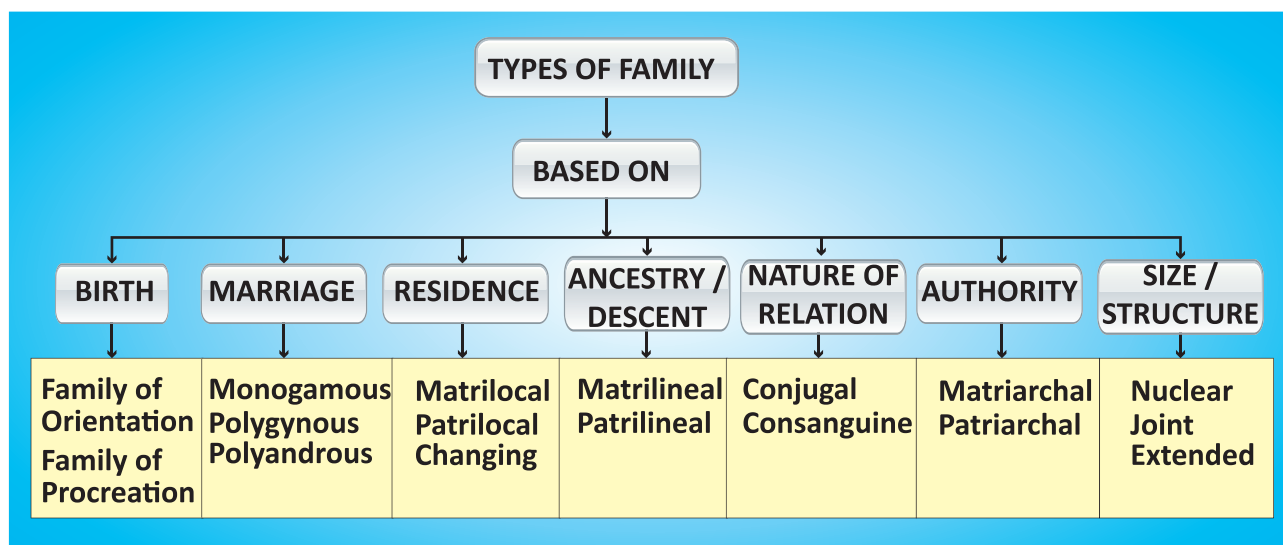 TYPES OF FAMILY
BASED ON
BIRTH
MARRIAGE
RESIDENCE
ANCESTRY /
DESCENT
NATURE OF
RELATION
AUTHORITY
SIZE /
STRUCTURE
Family of
Orientation
Family of
Procreation
Monogamous
Polygynous
Polyandrous
Matrilocal
Patrilocal
Changing
Matrilineal
Patrilineal
Conjugal
Consanguine
Matriarchal
Patriarchal
Nuclear
Joint
Extended